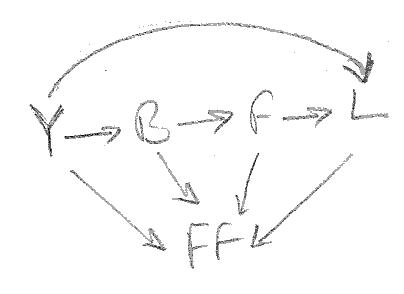 Y → B → F → L
FF